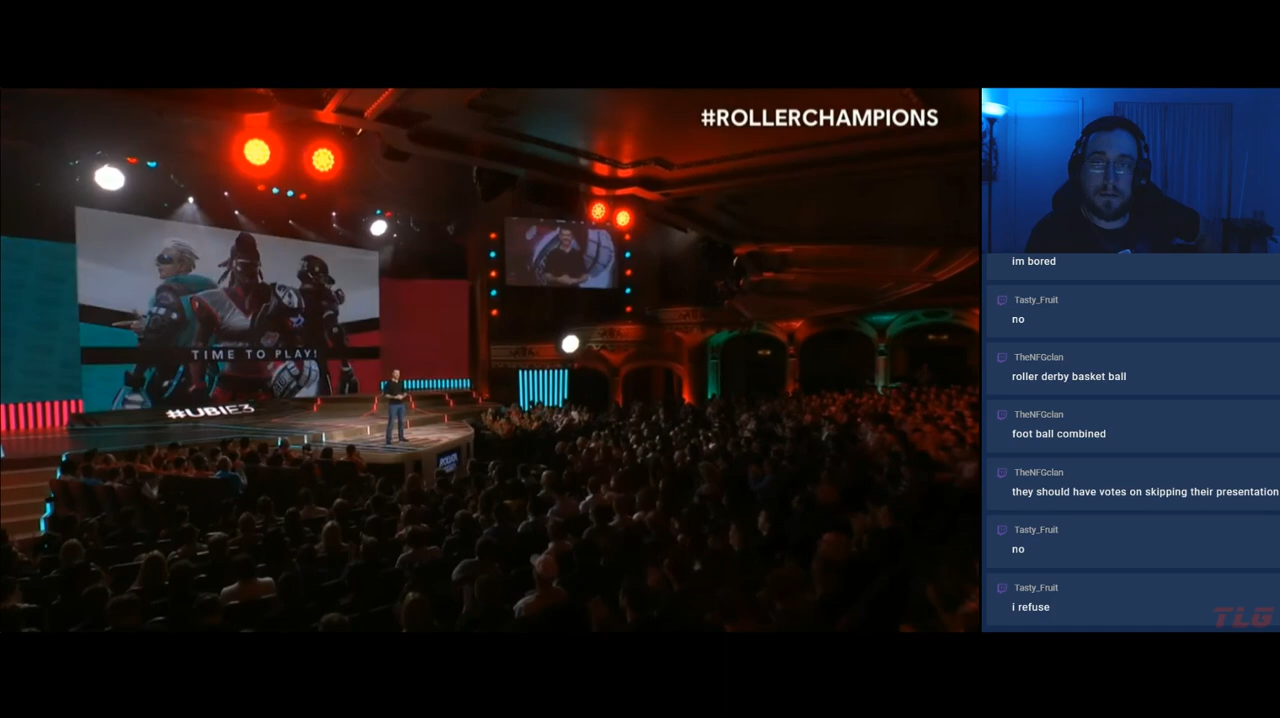 #ROLLERCHAMPIONS
TIME TO PLAY!
#UBIE3
im bored
Tasty_Fruit
no
TheNFGclan
roller derby basket ball
TheNFGclan
foot ball combined
TheNFGclan
they should have votes on skipping their presentation
Tasty_Fruit
no
Tasty_Fruit
i refuse
TLG